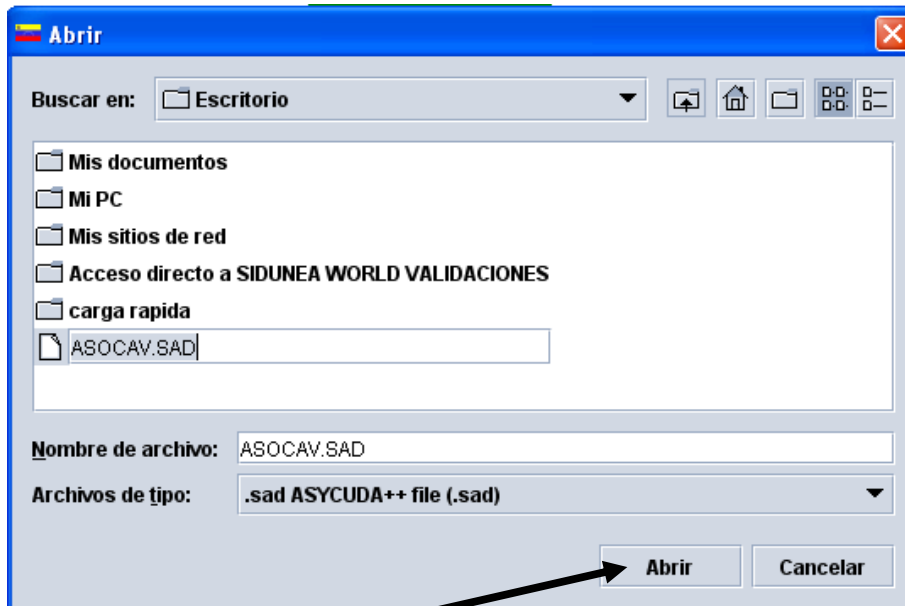 Abrir
Buscar en: Escritorio
Mis documentos
Mi PC
Mis sitios de red
Acceso directo a SIDUNEA WORLD VALIDACIONES
carga rapida
ASOCAV.SAD
Nombre de archivo: ASOCAV.SAD
Archivos de tipo: .sad ASYCUDA++ file (.sad)
Abrir Cancelar